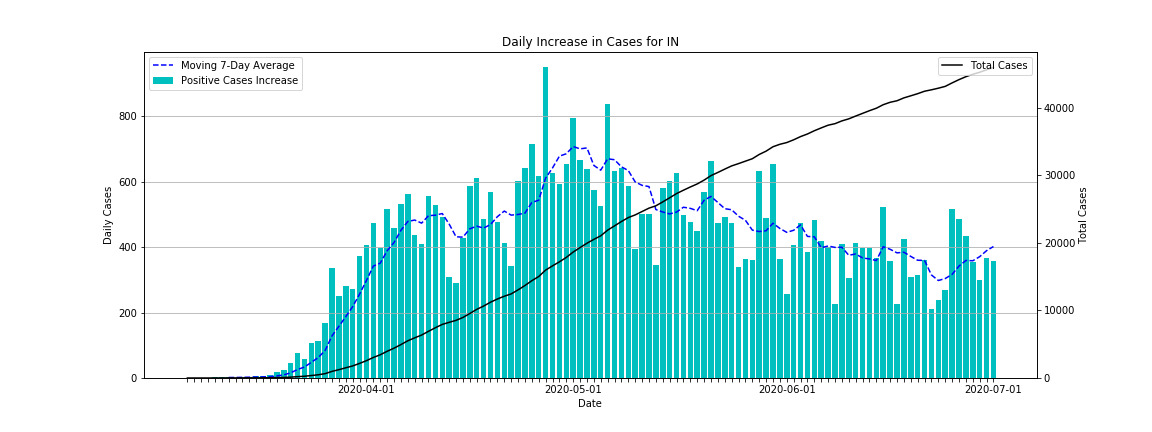 Daily Increase in Cases for IN
Moving 7-Day Average
Positive Cases Increase
Total Cases
800
600
400
200
0
Daily Cases
40000
30000
20000
10000
0
Total Cases
2020-04-01
2020-05-01
2020-06-01
2020-07-01
Date